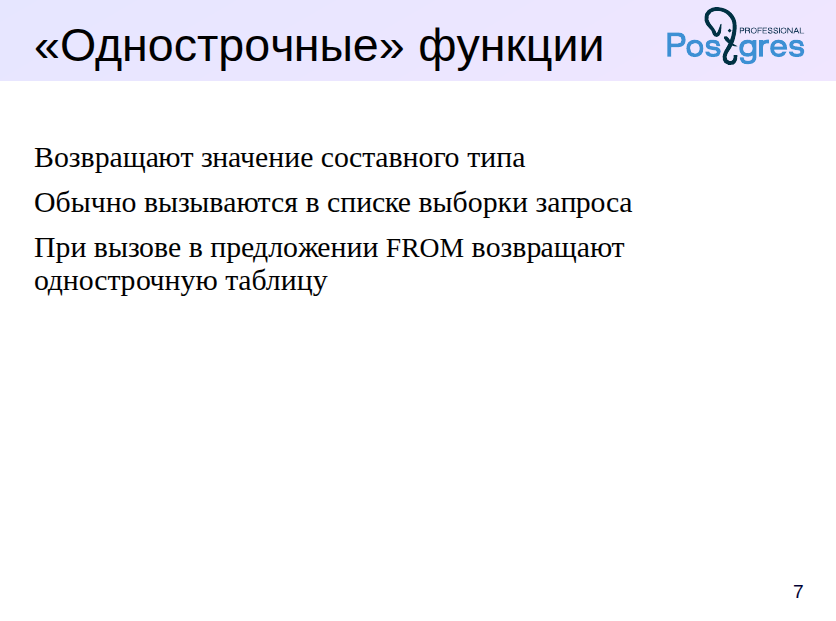 «Однострочные» функции
PROFESSIONAL
Postgres
Возвращают значение составного типа
Обычно вызываются в списке выборки запроса
При вызове в предложении FROM возвращают
однострочную таблицу
7